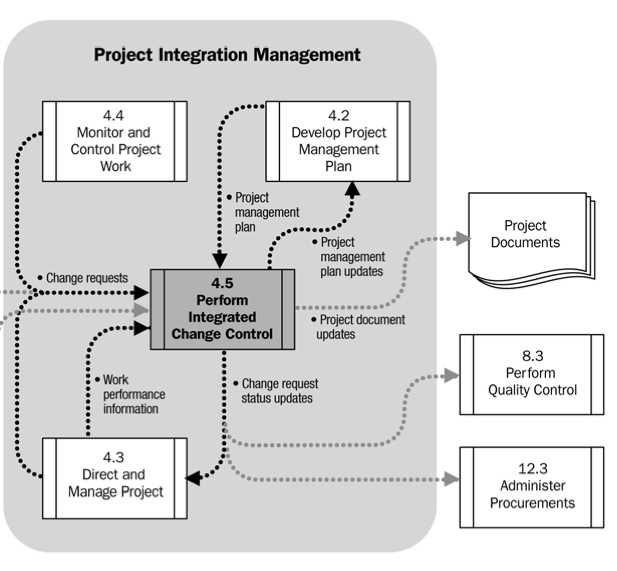 Project Integration Management
4.4
Monitor and
Control Project
Work
4.2
Develop Project
Management
Plan
• Project
management
plan
• Project
management
plan updates
Project
Documents
• Change requests
4.5
Perform
Integrated
Change Control
• Project document
updates
• Work
performance
information
• Change request
status updates
8.3
Perform
Quality Control
4.3
Direct and
Manage Project
12.3
Administer
Procurements